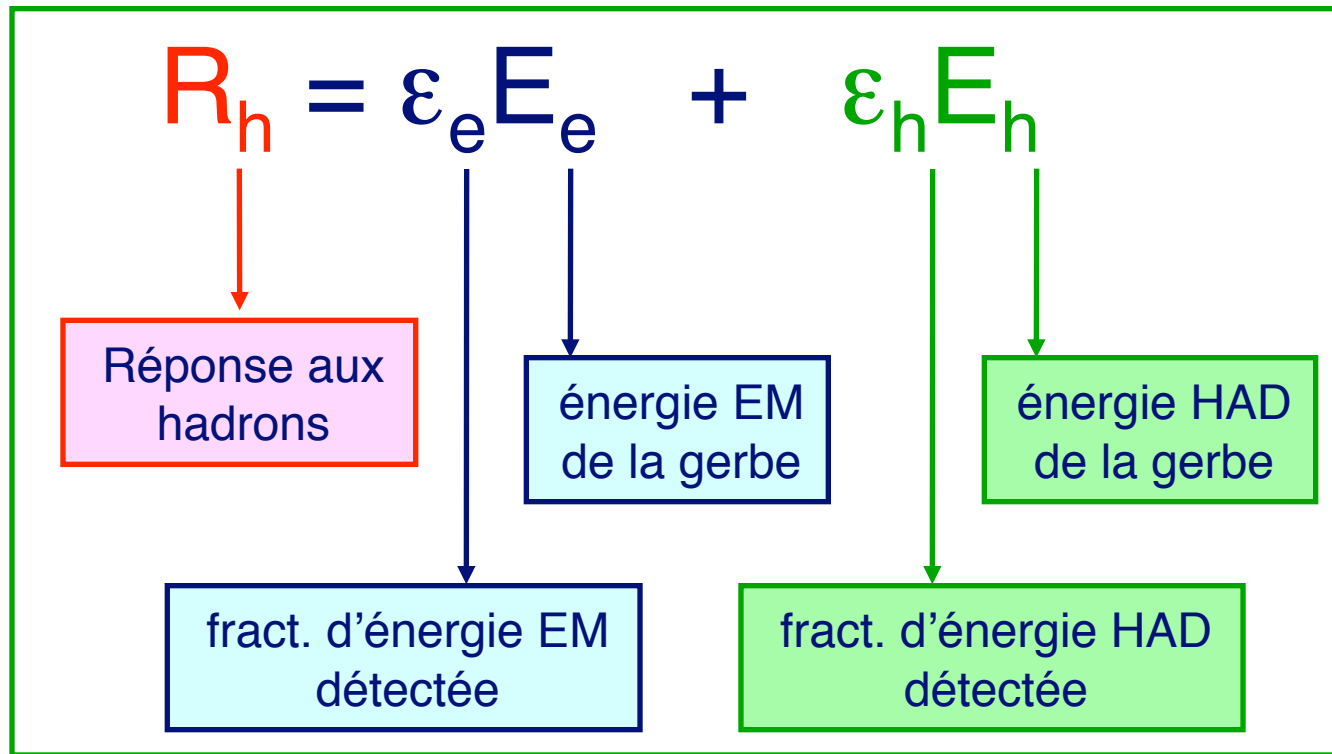 Rh = εeEe + εhEh
Réponse aux
hadrons
énergie EM
de la gerbe
énergie HAD
de la gerbe
fract. d’énergie EM
détectée
fract. d’énergie HAD
détectée